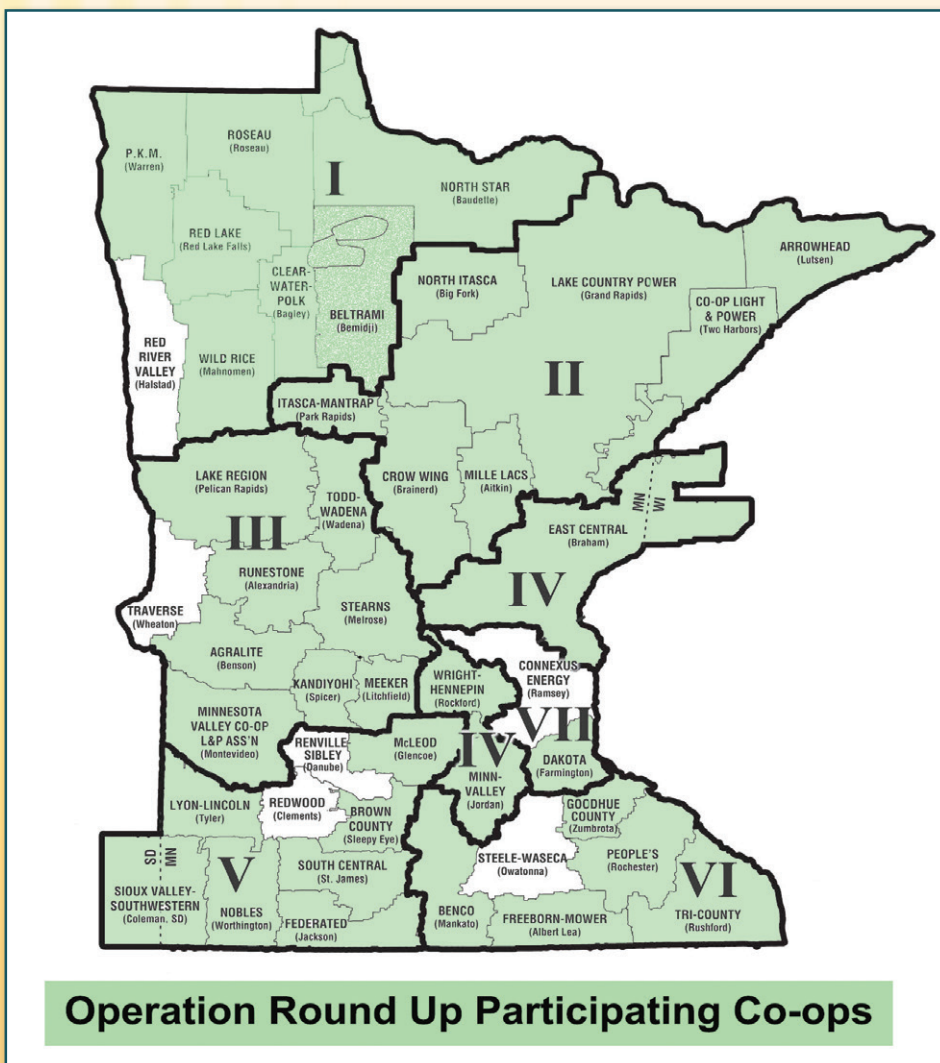 ROSEAU
(Roseau)
P.K.M.
(Warren)
I
NORTH STAR
(Baudette)
RED LAKE
(Red Lake Falls)
ARROWHEAD
(Lutsen)
CLEAR-
WATER-
POLK
(Bagley)
NORTH ITASCA
(Big Fork)
LAKE COUNTRY POWER
(Grand Rapids)
CO-OP LIGHT
& POWER
(Two Harbors)
BELTRAMI
(Bemidji)
RED
RIVER
VALLEY
(Halstad)
WILD RICE
(Mahnomen)
II
ITASCA-MANTRAP
(Park Rapids)
LAKE REGION
(Pelican Rapids)
CROW WING
(Brainerd)
MILLE LACS
(Aitkin)
TODD-
WADENA
(Wadena)
MN
WI
III
EAST CENTRAL
(Braham)
RUNESTONE
(Alexandria)
IV
TRAVERSE
(Wheaton)
STEARNS
(Melrose)
AGRALITE
(Benson)
CONNEXUS
ENERGY
(Ramsey)
WRIGHT-
HENNEPIN
(Rockford)
KANDIYOHI
(Spicer)
MEEKER
(Litchfield)
VII
MINNESOTA
VALLEY CO-OP
L&P ASS'N
(Montevideo)
RENVILLE-
SIBLEY
(Danube)
McLEOD
(Glencoe)
IV
DAKOTA
(Farmington)
MINN-
VALLEY
(Jordan)
LYON-LINCOLN
(Tyler)
REDWOOD
(Clements)
BROWN
COUNTY
(Sleepy Eye)
GOCDHUE
COUNTY
(Zumbrota)
SD
MN
STEELE-WASECA
(Owatonna)
PEOPLE'S
(Rochester)
V
SOUTH CENTRAL
(St. James)
VI
SIOUX VALLEY-
SOUTHWESTERN
(Coleman, SD)
NOBLES
(Worthington)
FEDERATED
(Jackson)
BENCO
(Mankato)
FREEBORN-MOWER
(Albert Lea)
TRI-COUNTY
(Rushford)
Operation Round Up Participating Co-ops